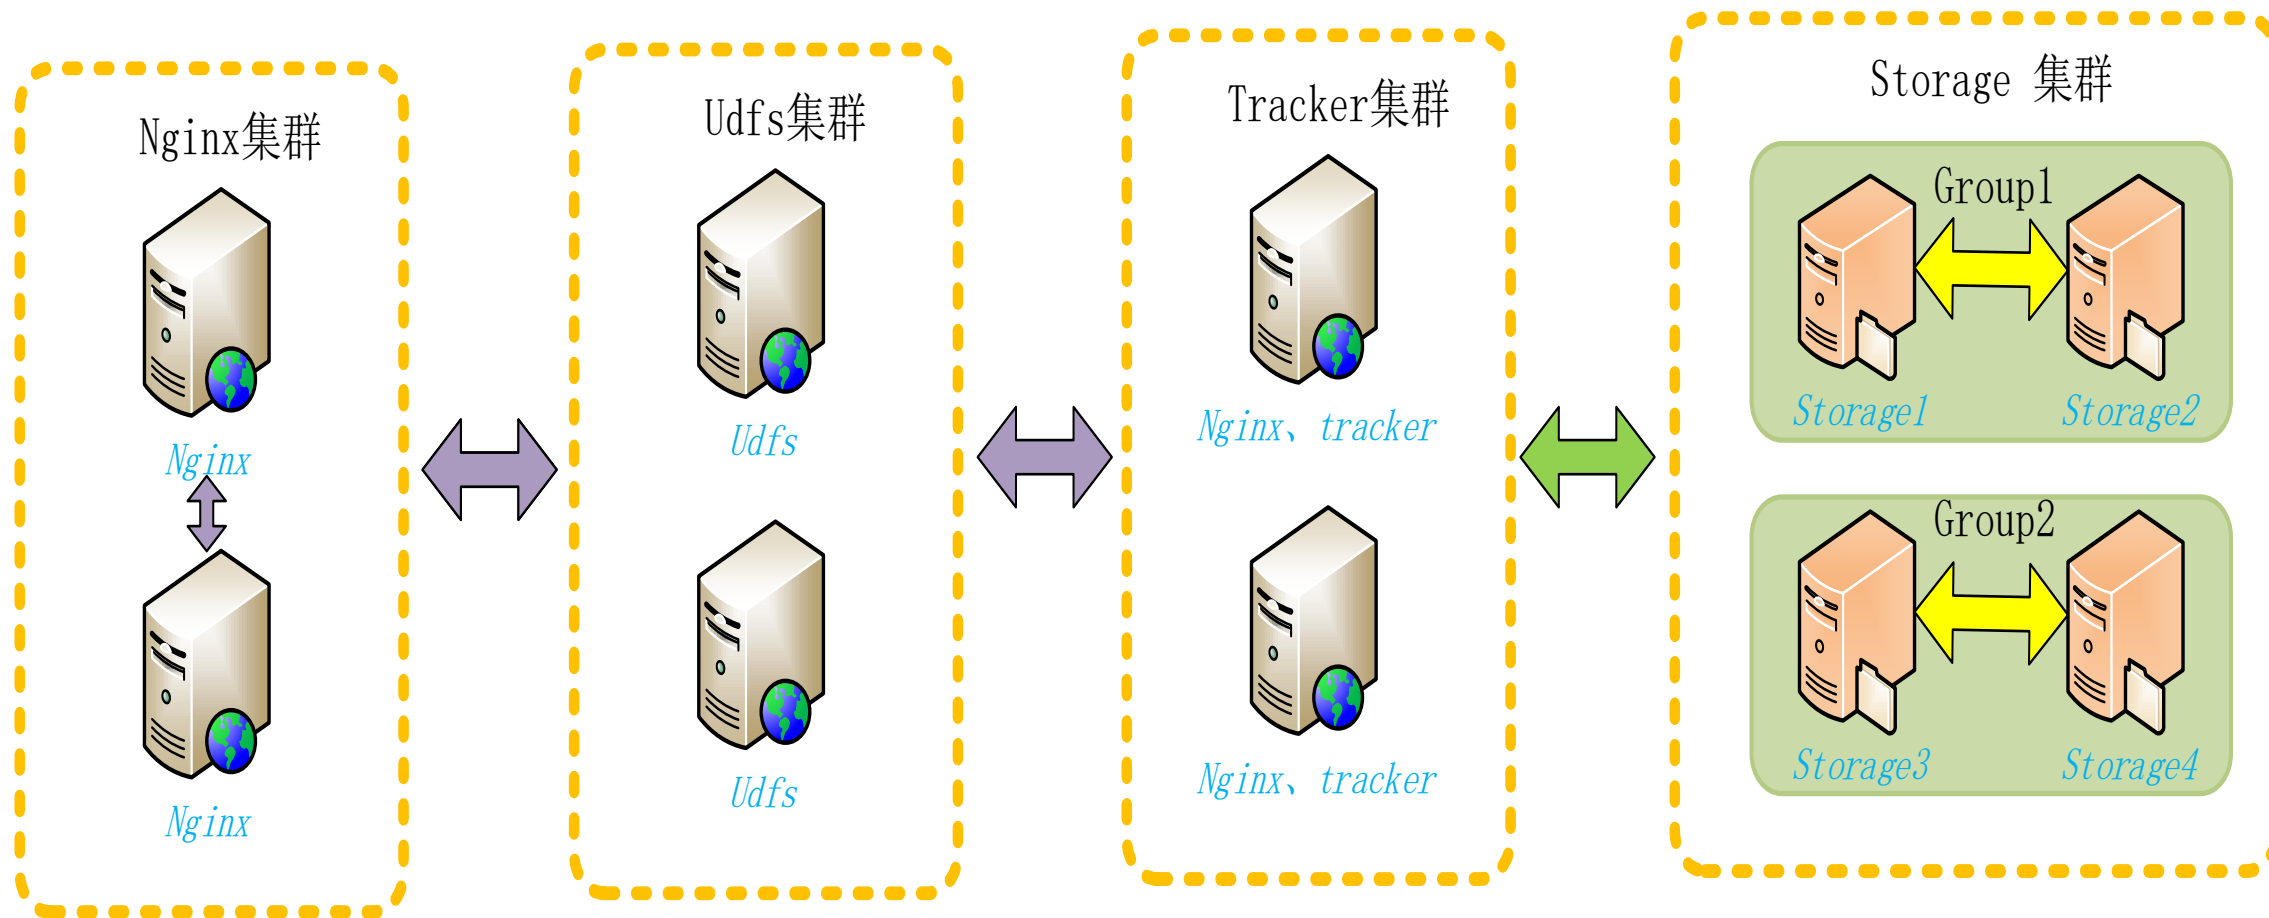 Nginx集群
Nginx
Nginx
Udfs集群
Udfs
Udfs
Tracker集群
Nginx、tracker
Nginx、tracker
Storage 集群
Group1
Storage1
Storage2
Group2
Storage3
Storage4